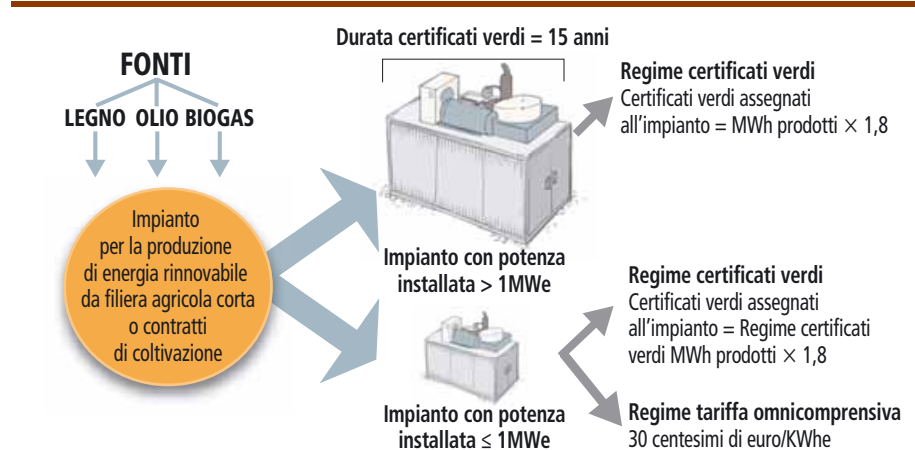 Durata certificati verdi = 15 anni
FONTI
LEGNO OLIO BIOGAS
Impianto
per la produzione
di energia rinnovabile
da filiera agricola corta
o contratti
di coltivazione
Impianto con potenza
installata > 1MWe
Regime certificati verdi
Certificati verdi assegnati
all'impianto = MWh prodotti × 1,8
Impianto con potenza
installata ≤ 1MWe
Regime certificati verdi
Certificati verdi assegnati
all'impianto = Regime certificati
verdi MWh prodotti × 1,8
Regime tariffa omnicomprensiva
30 centesimi di euro/KWhe